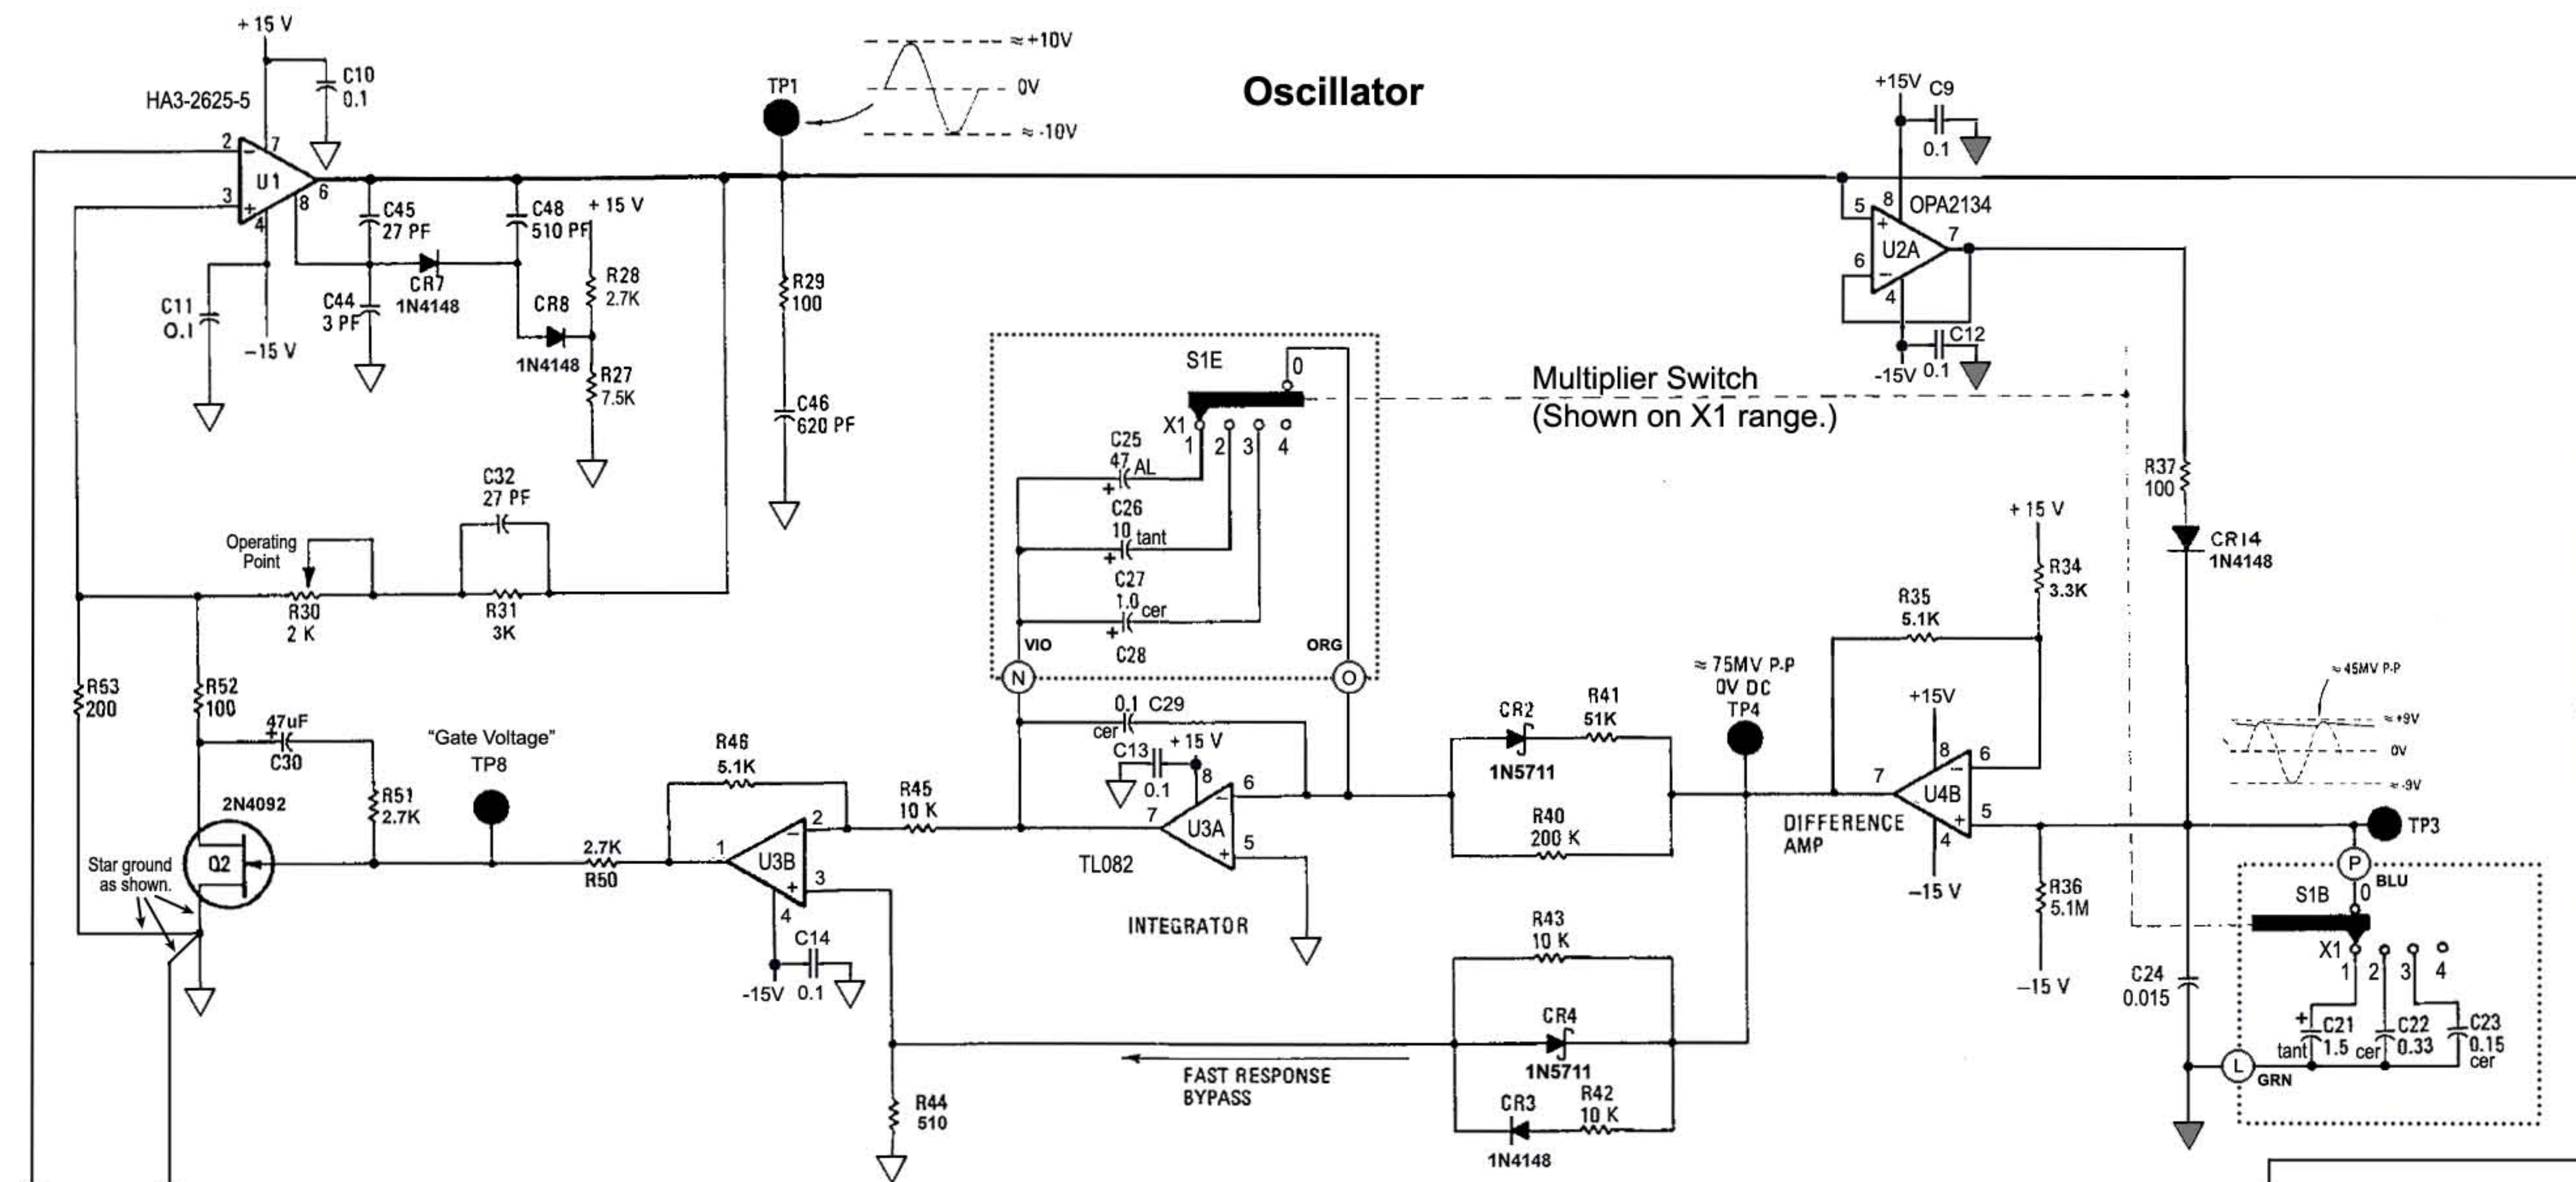 Oscillator
+ 15 V
C10
0.1
HA3-2625-5
2
7
−
U1
6
3
+
8
4
C11
0.1
−15 V
C45
27 PF
C44
3 PF
CR7
1N4148
C48
510 PF
+ 15 V
R28
2.7K
CR8
1N4148
R27
7.5K
TP1
≈ +10V
0V
≈ -10V
R29
100
C46
620 PF
C32
27 PF
Operating
Point
R30
2 K
R31
3K
R53
200
R52
100
47uF
+
C30
R51
2.7K
2N4092
Q2
Star ground
as shown.
"Gate Voltage"
TP8
2.7K
R50
R46
5.1K
R45
10 K
1
U3B
2
−
3
+
4
C14
-15V
0.1
S1E
0
X1
1
2
3
4
C25
47
AL
+
C26
10
tant
+
C27
1.0
cer
+
C28
VIO
ORG
N
O
0.1
C29
cer
C13
+ 15 V
0.1
8
6
−
7
U3A
5
+
TL082
INTEGRATOR
Multiplier Switch
(Shown on X1 range.)
CR2
1N5711
R41
51K
R40
200 K
≈ 75MV P-P
0V DC
TP4
R43
10 K
CR4
1N5711
CR3
1N4148
R42
10 K
FAST RESPONSE
BYPASS
R44
510
+15V
C9
0.1
5
8
OPA2134
+
U2A
7
6
−
4
C12
-15V
0.1
R37
100
CR14
1N4148
+ 15 V
R34
3.3K
R35
5.1K
+15V
8
6
−
7
U4B
5
+
4
−15 V
DIFFERENCE
AMP
R36
5.1M
−15 V
≈ 45MV P-P
≈ +9V
0V
≈ -9V
TP3
P
BLU
S1B
0
X1
1
2
3
4
C24
0.015
+
C21
tant
1.5
C22
cer
0.33
C23
0.15
cer
L
GRN